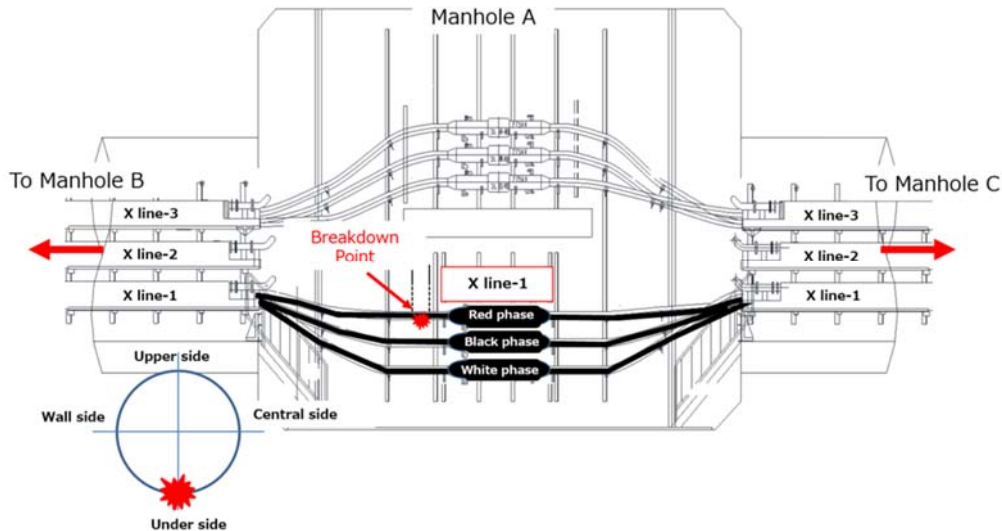 Manhole A
To Manhole B
To Manhole C
X line-3
X line-3
X line-2
X line-2
X line-1
X line-1
Breakdown
Point
X line-1
Red phase
Black phase
White phase
Upper side
Wall side
Central side
Under side